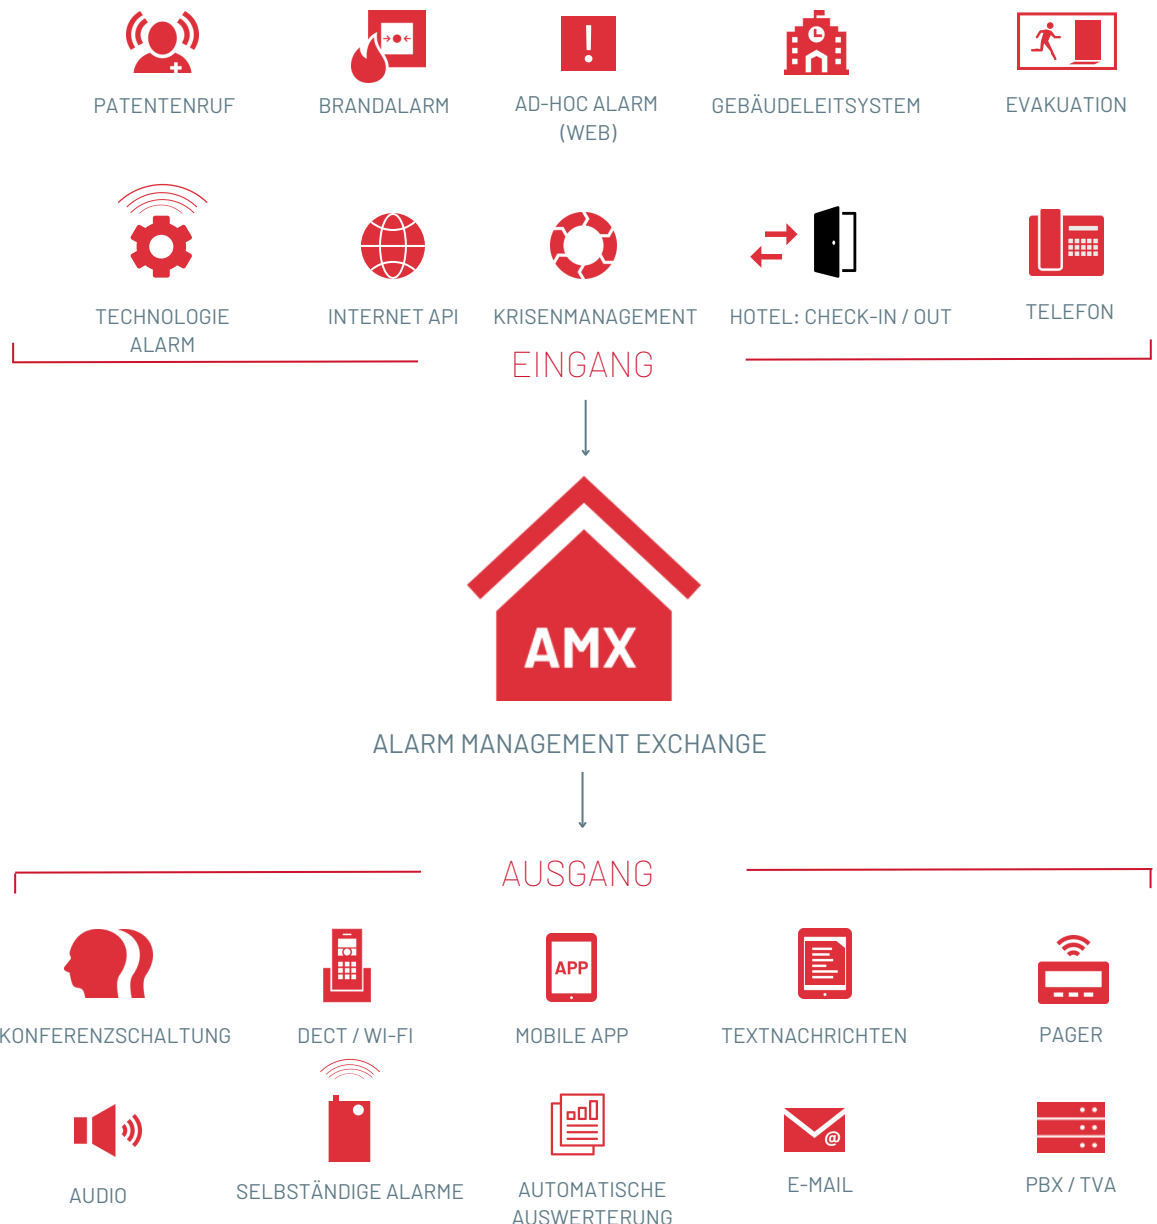 PATENTENRUF
BRANDALARM
AD-HOC ALARM
(WEB)
GEBÄUDELEITSYSTEM
EVAKUATION
TECHNOLOGIE
ALARM
INTERNET API
KRISENMANAGEMENT
HOTEL: CHECK-IN / OUT
TELEFON
EINGANG
AMX
ALARM MANAGEMENT EXCHANGE
AUSGANG
APP
KONFERENZSCHALTUNG
DECT / WI-FI
MOBILE APP
TEXTNACHRICHTEN
PAGER
@
AUDIO
SELBSTÄNDIGE ALARME
AUTOMATISCHE
AUSWERTERUNG
E-MAIL
PBX / TVA